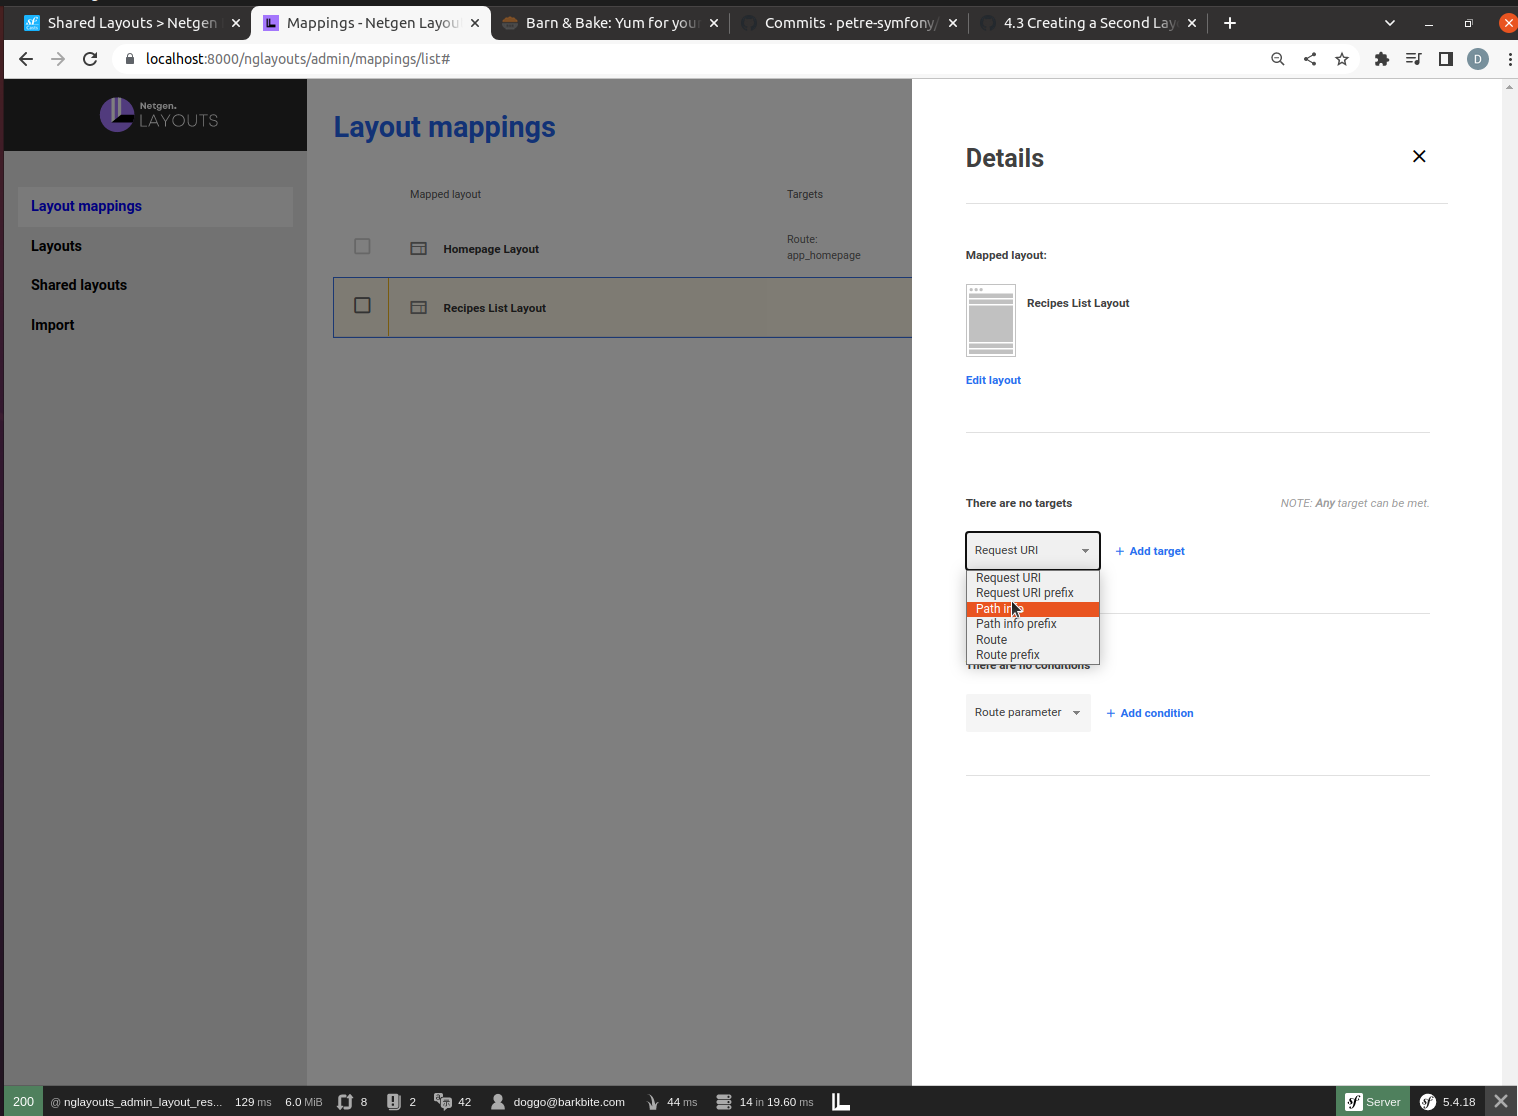 Shared Layouts > Netgen
Mappings - Netgen Layou
Barn & Bake: Yum for you
Commits · petre-symfony/
4.3 Creating a Second Lay
localhost:8000/nglayouts/admin/mappings/list#
D
Netgen.
LAYOUTS
Layout mappings
Layouts
Shared layouts
Import
Layout mappings
Mapped layout
Targets
Homepage Layout
Route:
app_homepage
Recipes List Layout
Details
Mapped layout:
Recipes List Layout
Edit layout
There are no targets
NOTE: Any target can be met.
Request URI
+ Add target
Request URI
Request URI prefix
Path info
Path info prefix
Route
Route prefix
There are no conditions
Route parameter
+ Add condition
200 @ nglayouts_admin_layout_res... 129 ms 6.0 MiB 8 2 42 doggo@barkbite.com 44 ms 14 in 19.60 ms Server 5.4.18